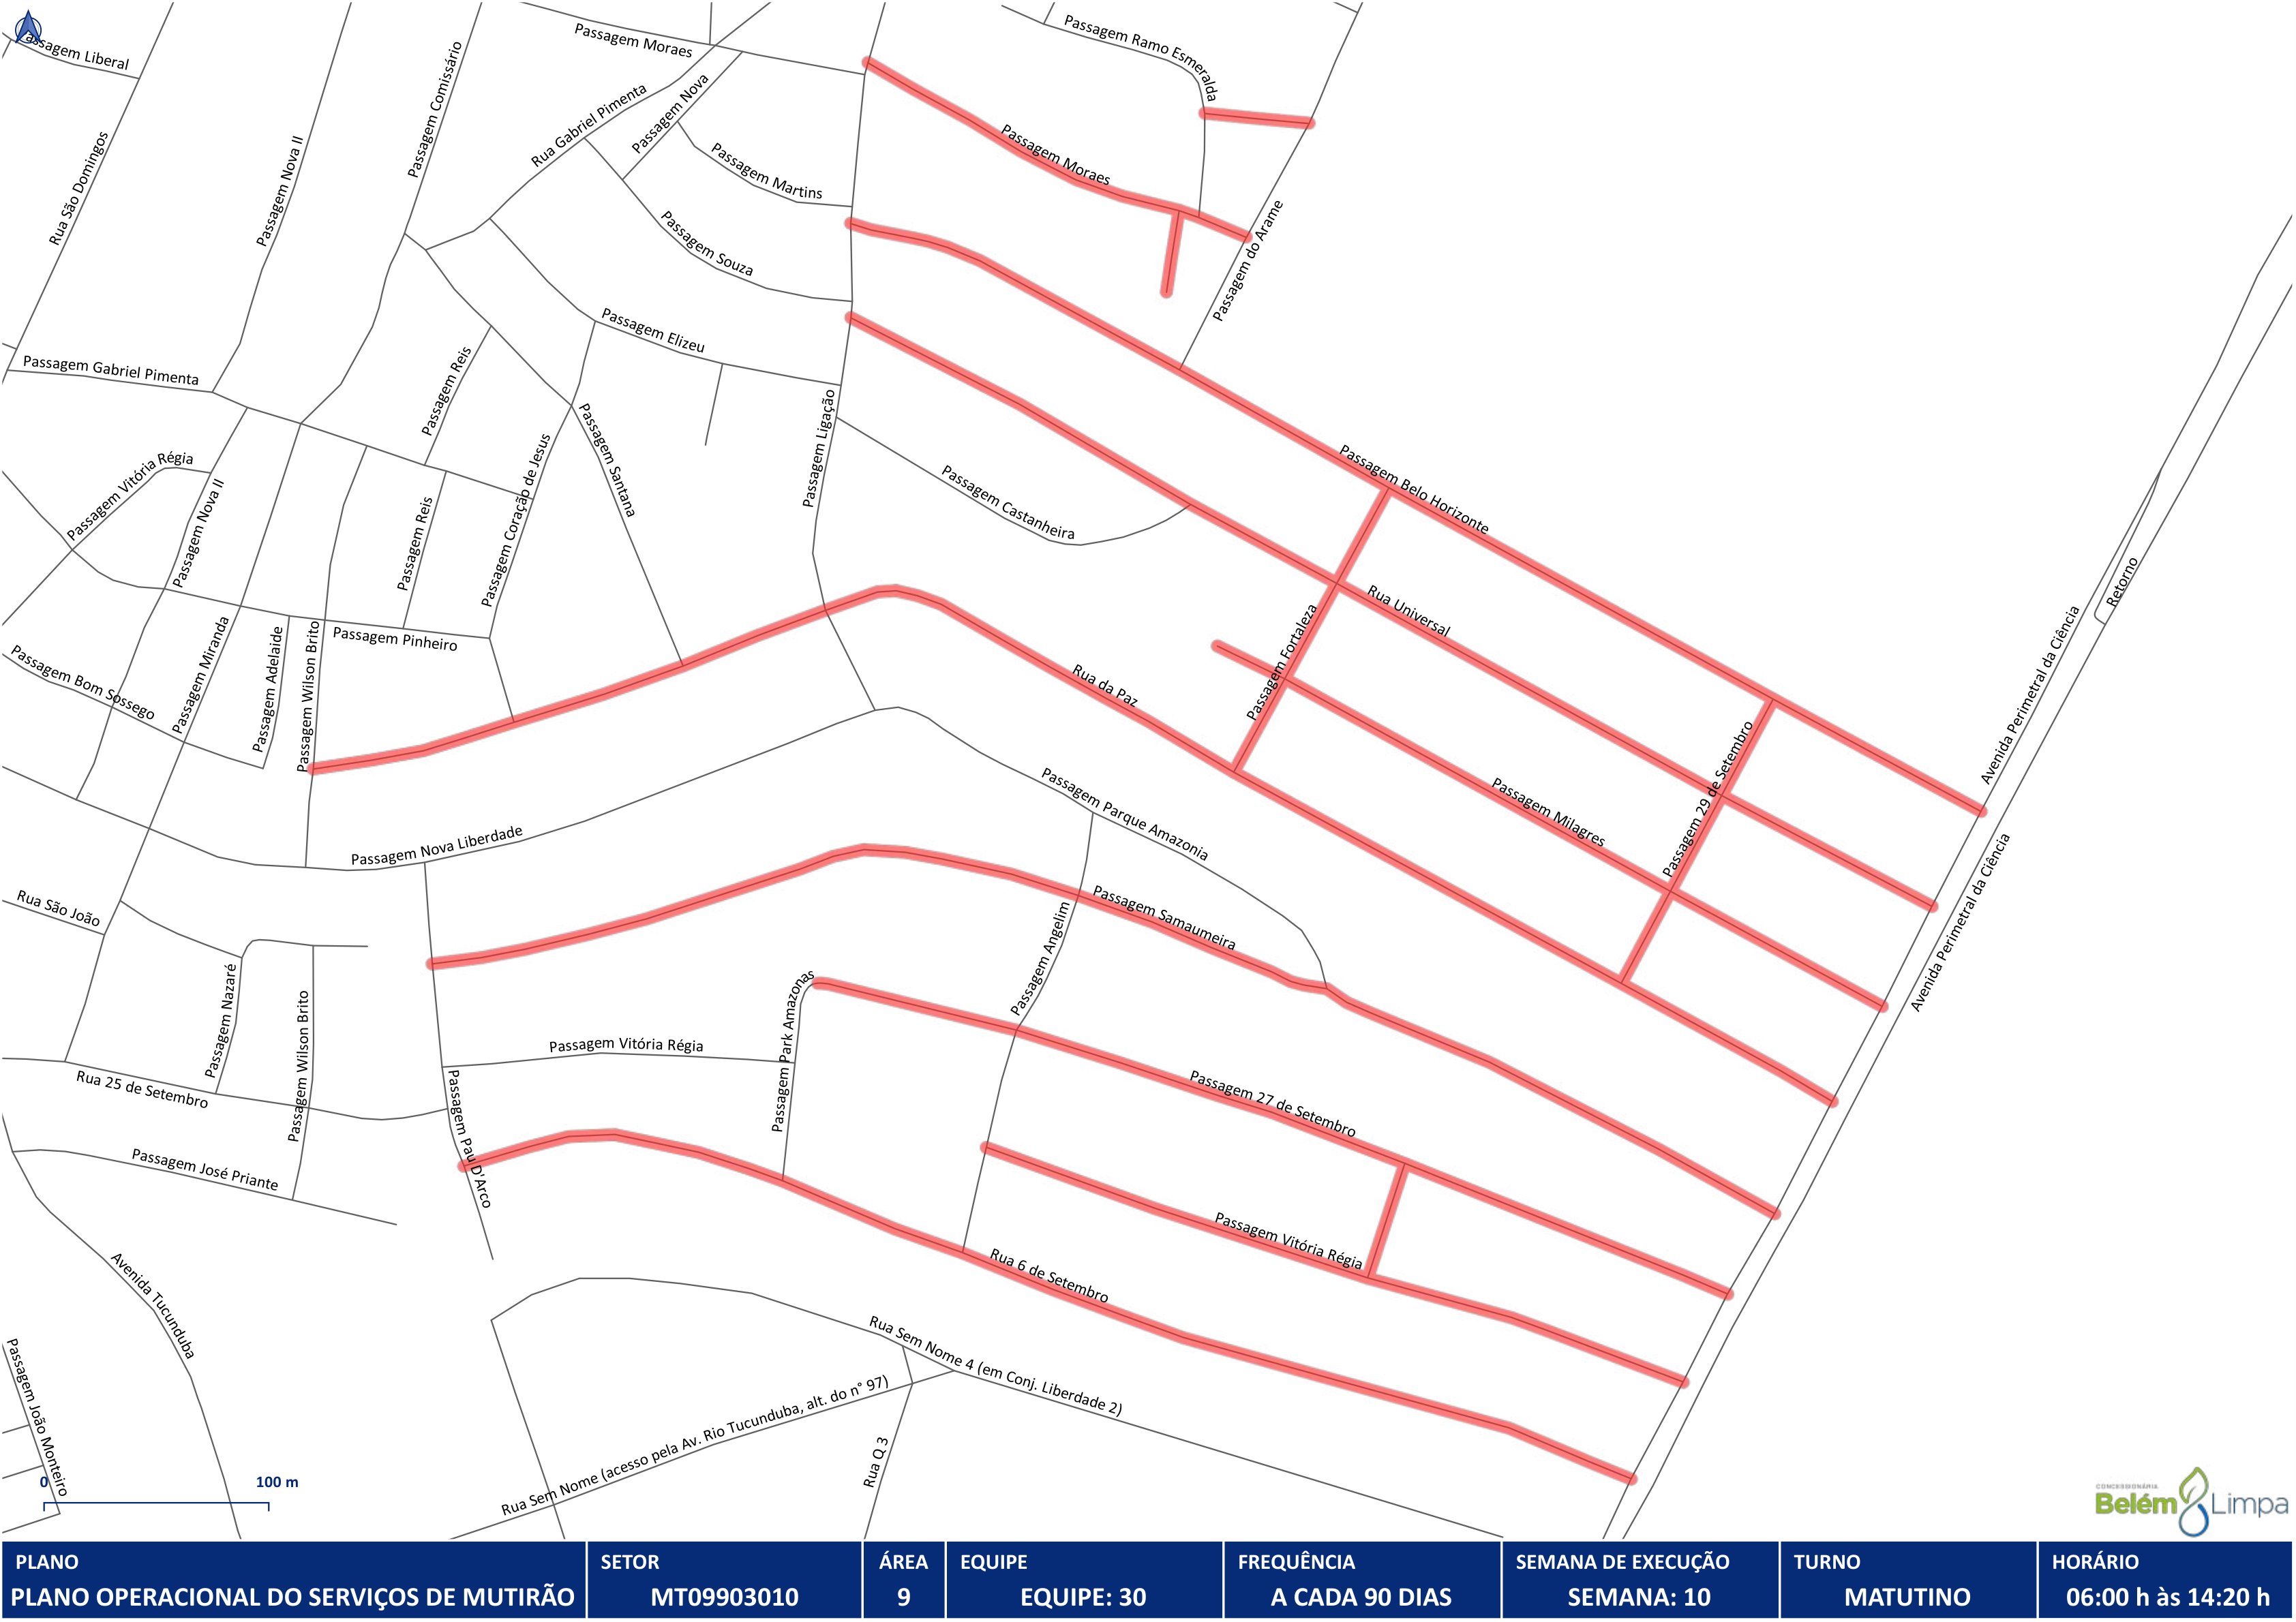 Passagem Liberal
Passagem Moraes
Passagem Ramo Esmeralda
Passagem Comissário
Rua Gabriel Pimenta
Passagem Nova
Passagem Moraes
Rua São Domingos
Passagem Nova II
Passagem Martins
Passagem Souza
Passagem do Arame
Passagem Elizeu
Passagem Gabriel Pimenta
Passagem Reis
Passagem Ligação
Passagem Santana
Passagem Coração de Jesus
Passagem Vitória Régia
Passagem Nova II
Passagem Reis
Passagem Castanheira
Passagem Belo Horizonte
Retorno
Rua Universal
Passagem Fortaleza
Avenida Perimetral da Ciência
Passagem Pinheiro
Passagem Miranda
Passagem Adelaide
Passagem Wilson Brito
Passagem Bom Sossego
Rua da Paz
Passagem 29 de Setembro
Passagem Milagres
Passagem Parque Amazonia
Passagem Nova Liberdade
Avenida Perimetral da Ciência
Rua São João
Passagem Samaumeira
Passagem Angelim
Passagem Nazaré
Passagem Wilson Brito
Passagem Park Amazonas
Passagem Vitória Régia
Rua 25 de Setembro
Passagem Pau D'Arco
Passagem 27 de Setembro
Passagem José Priante
Passagem Vitória Régia
Rua 6 de Setembro
Avenida Tucunduba
Rua Sem Nome 4 (em Conj. Liberdade 2)
Rua Sem Nome (acesso pela Av. Rio Tucunduba, alt. do n° 97)
Rua Q 3
Passagem João Monteiro
0 100 m
CONCESSIONÁRIA
Belém Limpa
PLANO
PLANO OPERACIONAL DO SERVIÇOS DE MUTIRÃO
SETOR
MT09903010
ÁREA
9
EQUIPE
EQUIPE: 30
FREQUÊNCIA
A CADA 90 DIAS
SEMANA DE EXECUÇÃO
SEMANA: 10
TURNO
MATUTINO
HORÁRIO
06:00 h às 14:20 h